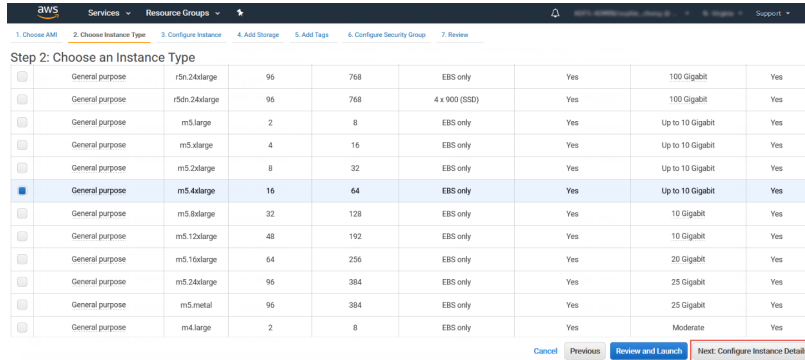 aws Services Resource Groups Support
1. Choose AMI 2. Choose Instance Type 3. Configure Instance 4. Add Storage 5. Add Tags 6. Configure Security Group 7. Review
Step 2: Choose an Instance Type
General purpose r5n.24xlarge 96 768 EBS only Yes 100 Gigabit Yes
General purpose r5dn.24xlarge 96 768 4 x 900 (SSD) Yes 100 Gigabit Yes
General purpose m5.large 2 8 EBS only Yes Up to 10 Gigabit Yes
General purpose m5.xlarge 4 16 EBS only Yes Up to 10 Gigabit Yes
General purpose m5.2xlarge 8 32 EBS only Yes Up to 10 Gigabit Yes
General purpose m5.4xlarge 16 64 EBS only Yes Up to 10 Gigabit Yes
General purpose m5.8xlarge 32 128 EBS only Yes 10 Gigabit Yes
General purpose m5.12xlarge 48 192 EBS only Yes 10 Gigabit Yes
General purpose m5.16xlarge 64 256 EBS only Yes 20 Gigabit Yes
General purpose m5.24xlarge 96 384 EBS only Yes 25 Gigabit Yes
General purpose m5.metal 96 384 EBS only Yes 25 Gigabit Yes
General purpose m4.large 2 8 EBS only Yes Moderate Yes
Cancel Previous Review and Launch Next: Configure Instance Detail